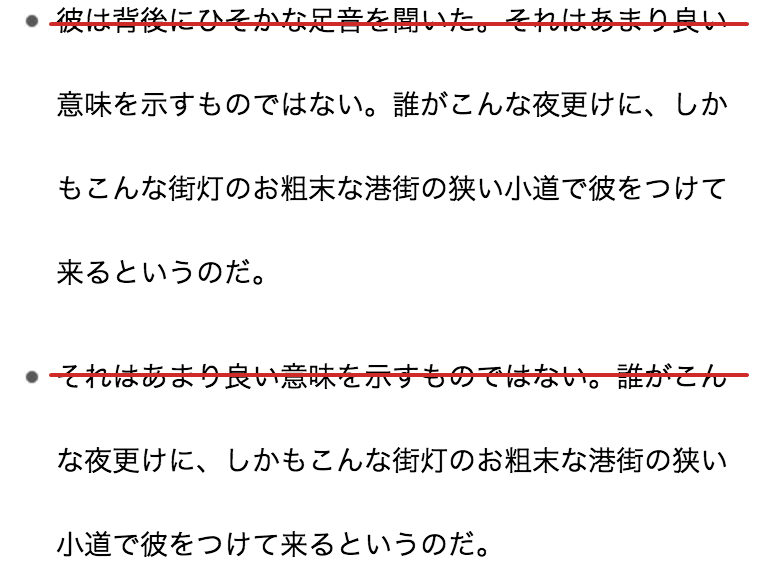 彼は背後にひそかな足音を聞いた。それはあまり良い
意味を示すものではない。誰がこんな夜更けに、しか
もこんな街灯のお粗末な港街の狭い小道で彼をつけて
来るというのだ。
それはあまり良い意味を示すものではない。誰がこん
な夜更けに、しかもこんな街灯のお粗末な港街の狭い
小道で彼をつけて来るというのだ。